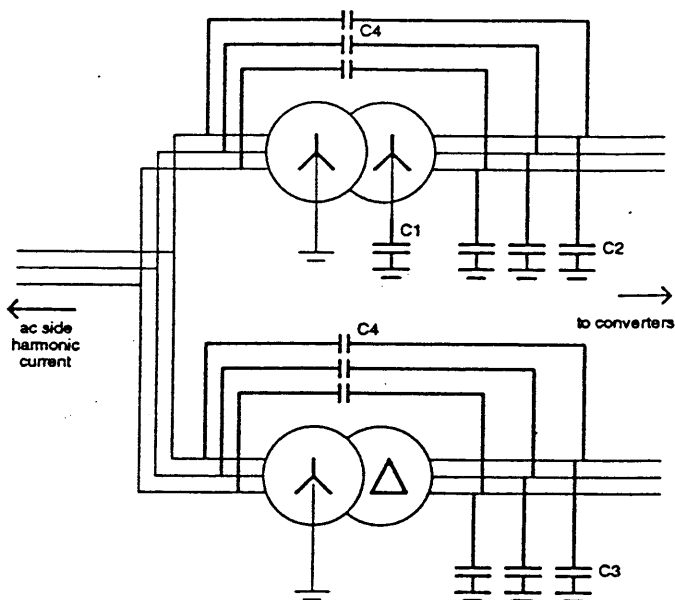 C4
C1
C2
ac side
harmonic
current
to converters
C4
C3